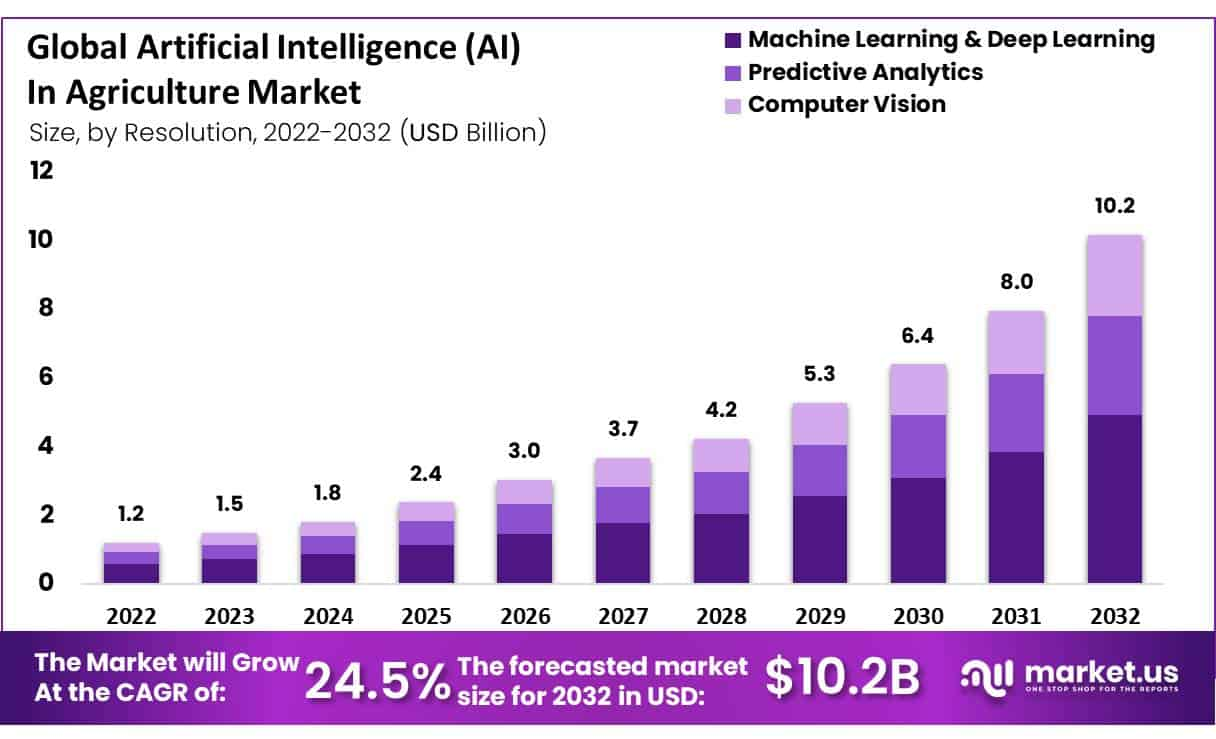 Global Artificial Intelligence (AI)
In Agriculture Market
Size, by Resolution, 2022-2032 (USD Billion)
Machine Learning & Deep Learning
Predictive Analytics
Computer Vision
12
10
8
6
4
2
0
1.2
1.5
1.8
2.4
3.0
3.7
4.2
5.3
6.4
8.0
10.2
2022 2023 2024 2025 2026 2027 2028 2029 2030 2031 2032
The Market will Grow
At the CAGR of:
24.5%
The forecasted market
size for 2032 in USD:
$10.2B
market.us
ONE STOP SHOP FOR THE REPORTS